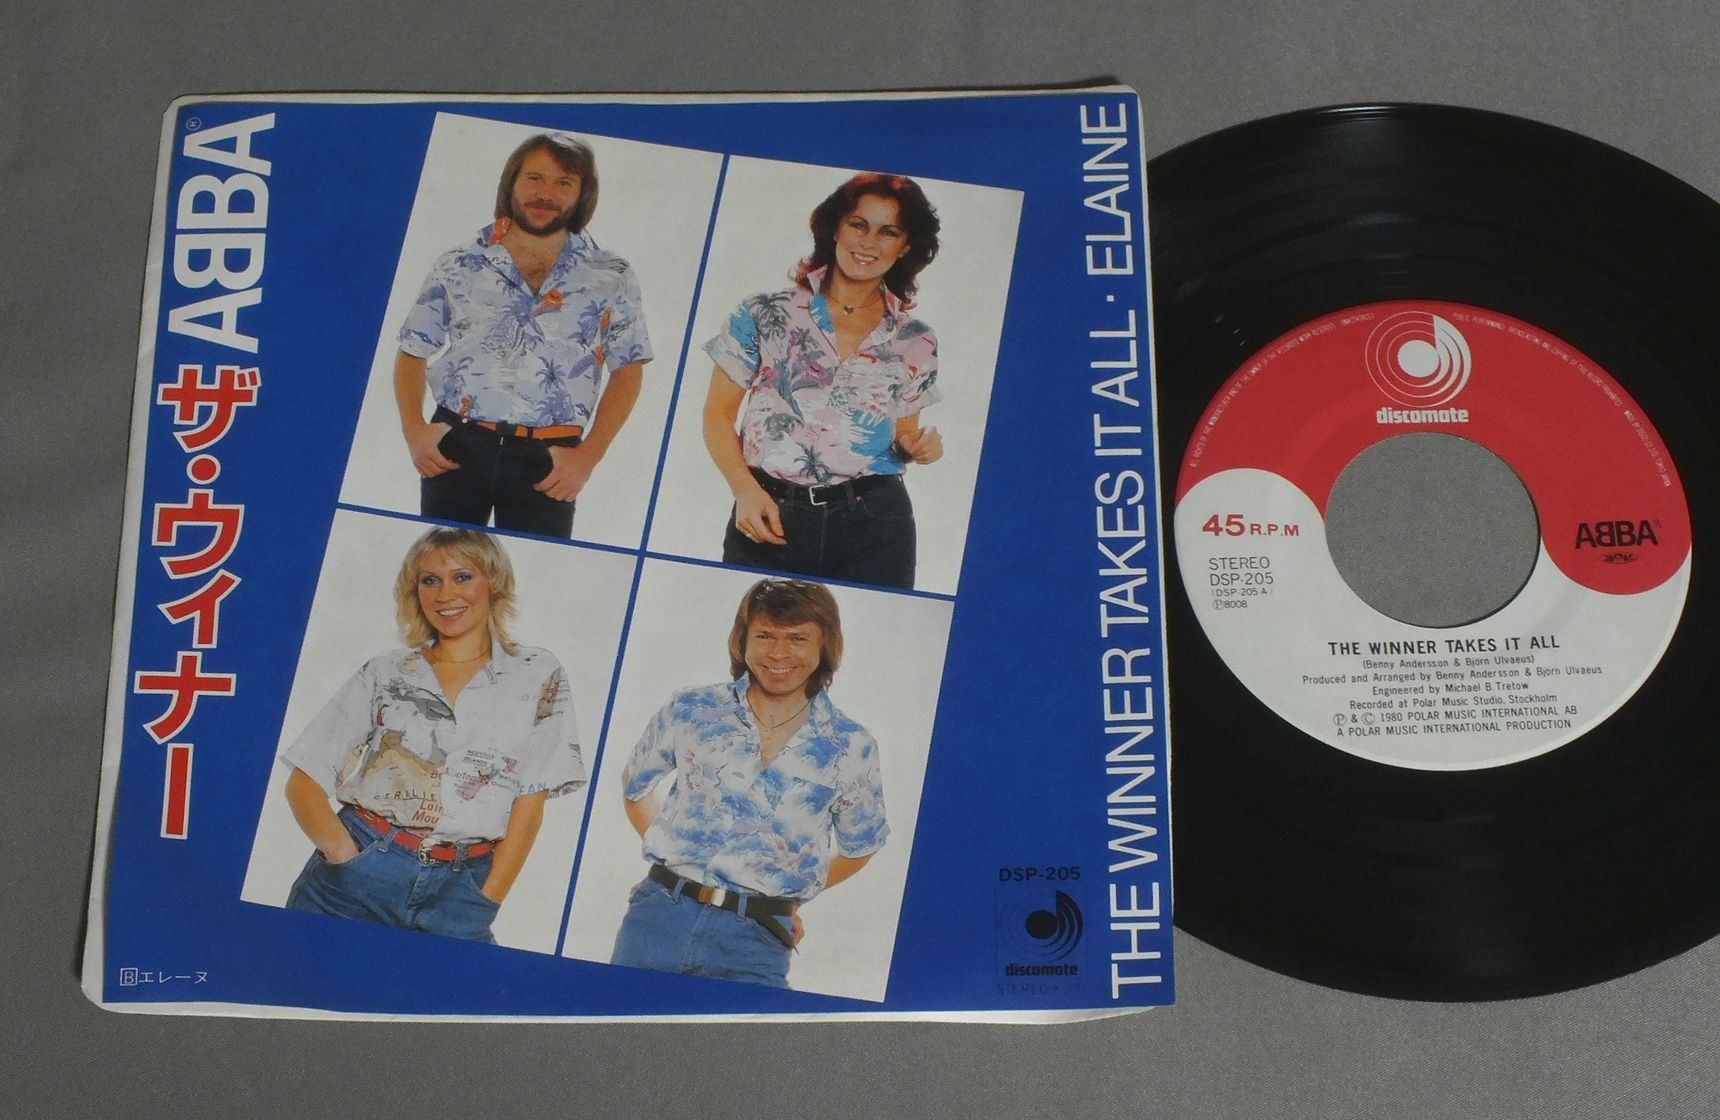 ABBA®
ザ・ウィナー
THE WINNER TAKES IT ALL・ELAINE
DSP-205
discomate
STEREO
Bエレーヌ
discomate
45 R.P.M
STEREO
DSP-205
(DSP-205 A)
Ⓟ8008
ABBA®
THE WINNER TAKES IT ALL
(Benny Andersson & Bjorn Ulvaeus)
Produced and Arranged by Benny Andersson & Bjorn Ulvaeus
Engineered by Michael B. Tretow
Recorded at Polar Music Studio, Stockholm
Ⓟ & © 1980 POLAR MUSIC INTERNATIONAL AB
A POLAR MUSIC INTERNATIONAL PRODUCTION